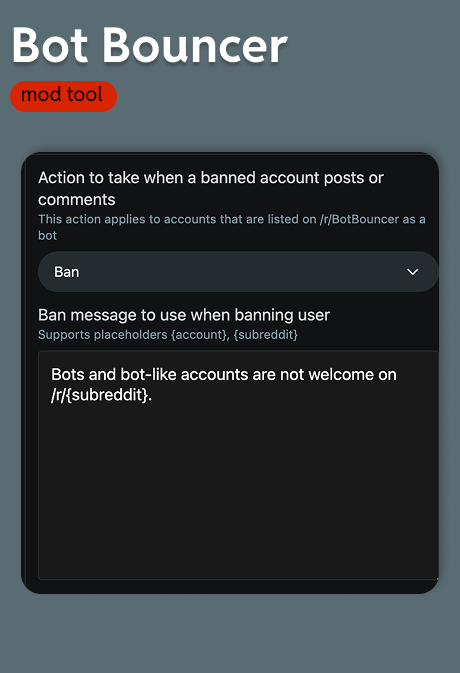 Bot Bouncer
mod tool
Action to take when a banned account posts or
comments
This action applies to accounts that are listed on /r/BotBouncer as a
bot
Ban
Ban message to use when banning user
Supports placeholders {account}, {subreddit}
Bots and bot-like accounts are not welcome on
/r/{subreddit}.